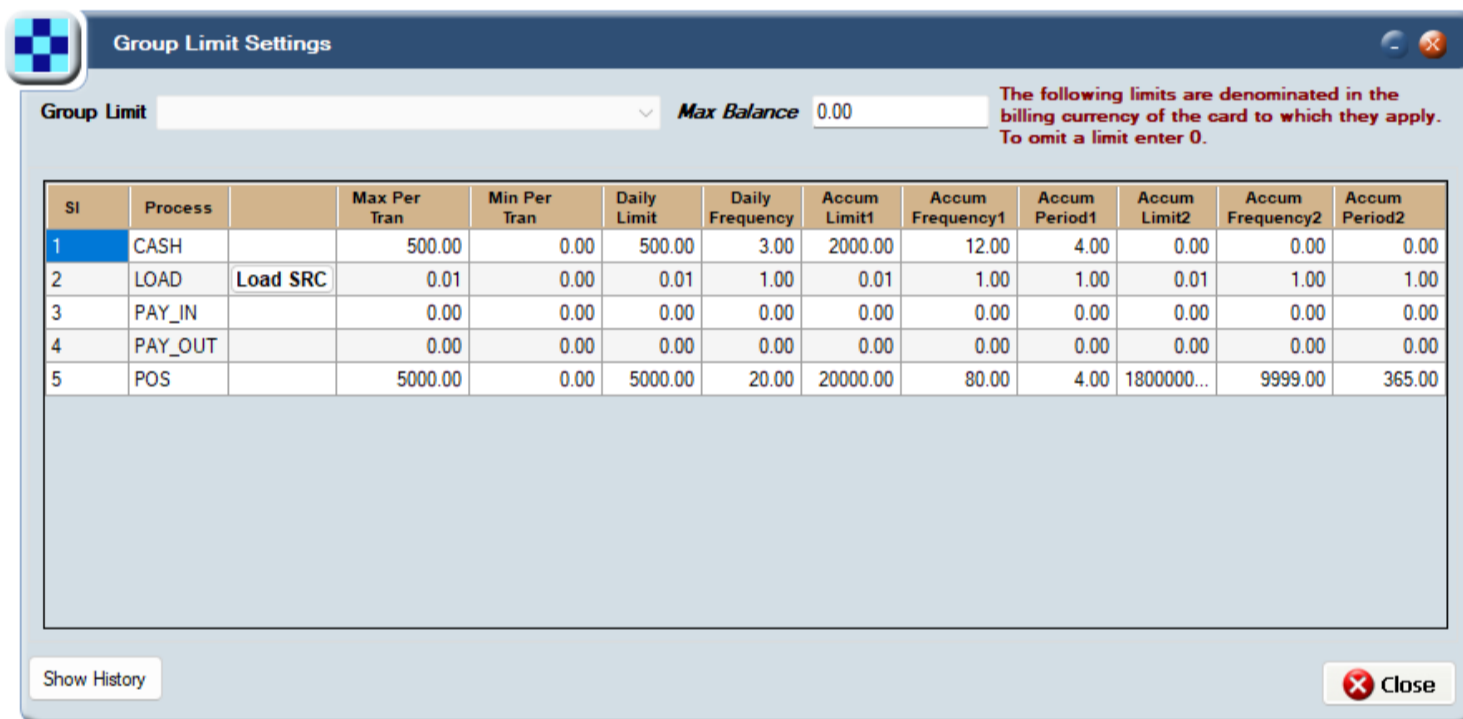 Group Limit Settings
Group Limit Max Balance 0.00
The following limits are denominated in the
billing currency of the card to which they apply.
To omit a limit enter 0.
SI Process Max Per Tran Min Per Tran Daily Limit Daily Frequency Accum Limit1 Accum Frequency1 Accum Period1 Accum Limit2 Accum Frequency2 Accum Period2
1 CASH 500.00 0.00 500.00 3.00 2000.00 12.00 4.00 0.00 0.00 0.00
2 LOAD Load SRC 0.01 0.00 0.01 1.00 0.01 1.00 1.00 0.01 1.00 1.00
3 PAY_IN 0.00 0.00 0.00 0.00 0.00 0.00 0.00 0.00 0.00 0.00
4 PAY_OUT 0.00 0.00 0.00 0.00 0.00 0.00 0.00 0.00 0.00 0.00
5 POS 5000.00 0.00 5000.00 20.00 20000.00 80.00 4.00 1800000... 9999.00 365.00
Show History Close